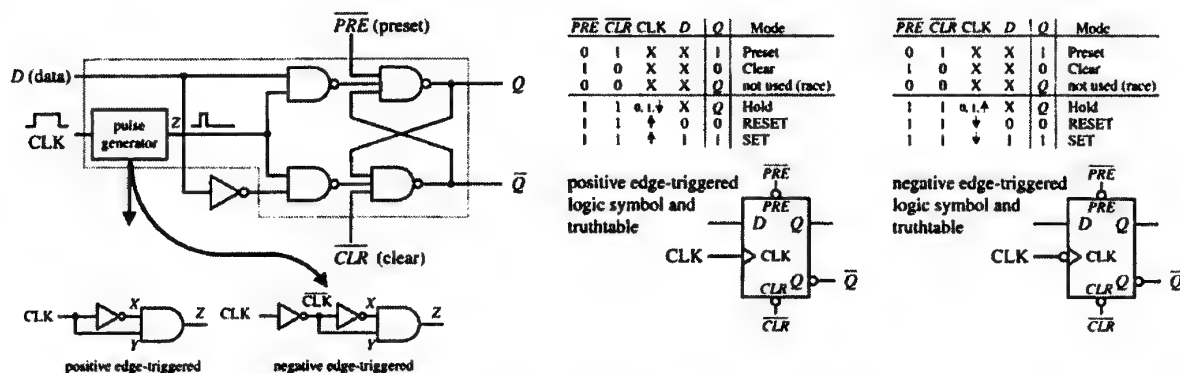 PRE (preset)
D (data)
CLK
pulse
generator
Z
Q
Q̅
CLR (clear)
CLK
X
Y
Z
positive edge-triggered
CLK
CLK
X
Y
Z
negative edge-triggered
PRE CLR CLK D Q Mode
0 1 X X 1 Preset
1 0 X X 0 Clear
0 0 X X Q not used (race)
1 1 0, 1, ↓ X Q Hold
1 1 ↑ 0 0 RESET
1 1 ↑ 1 1 SET
positive edge-triggered
logic symbol and
truthtable
PRE
PRE
D Q
CLK
CLK
Q
Q̅
CLR
CLR
PRE CLR CLK D Q Mode
0 1 X X 1 Preset
1 0 X X 0 Clear
0 0 X X Q not used (race)
1 1 0, 1, ↑ X Q Hold
1 1 ↓ 0 0 RESET
1 1 ↓ 1 1 SET
negative edge-triggered
logic symbol and
truthtable
PRE
PRE
D Q
CLK
CLK
Q
Q̅
CLR
CLR